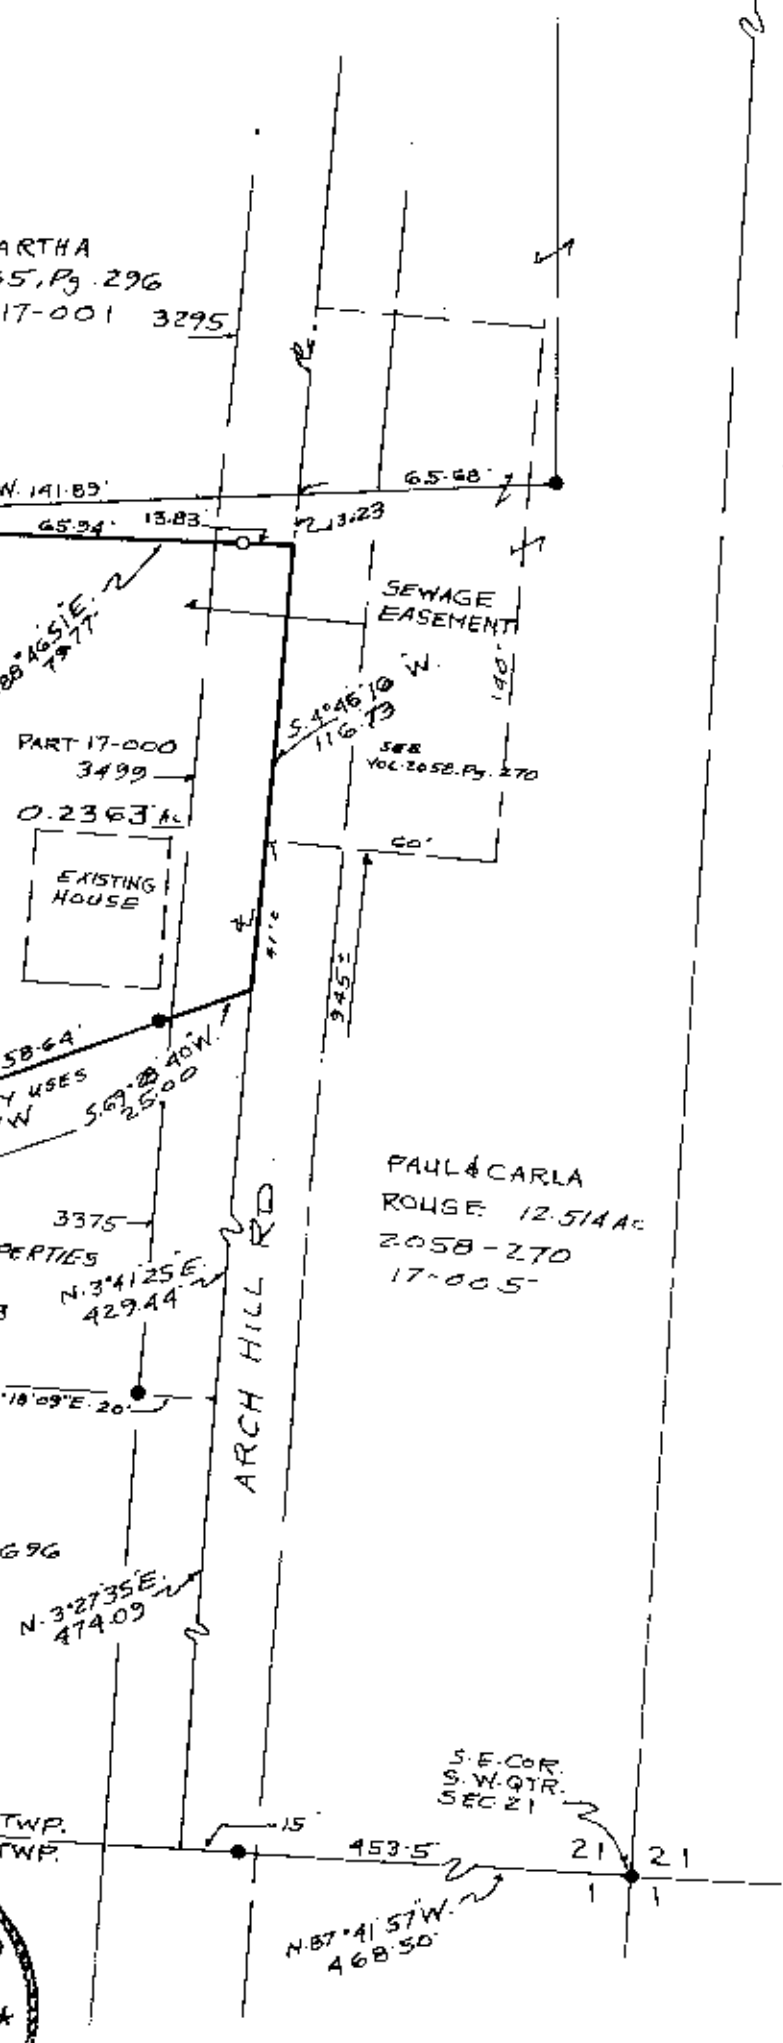 ARTHA
55, Pg. 296
17-001 3295
W. 141.89'
65.68'
65.94' 13.83' 3.23
SEWAGE
EASEMENT
88°46'51"E.
79.77'
140'
S.4°46'16"W.
116.73
PART 17-000
3499
SEE
VOL-2058-Pg. 270
0.2363 Ac
60'
EXISTING
HOUSE
41'±
945±
58.64'
Y USES
W
S.69°28'40"W.
25.00
PAUL & CARLA
ROUSE 12.514 Ac
2058-270
17-005
3375
PERTIES
N.3°41'25"E.
429.44
ARCH HILL RD.
°18'09"E. 20'
696
N.3°27'35"E.
474.09
S.E. COR.
S.W. QTR.
SEC 21
TWP.
TWP.
15'
453.5
21 21
1 1
N.87°41'57"W.
468.50'